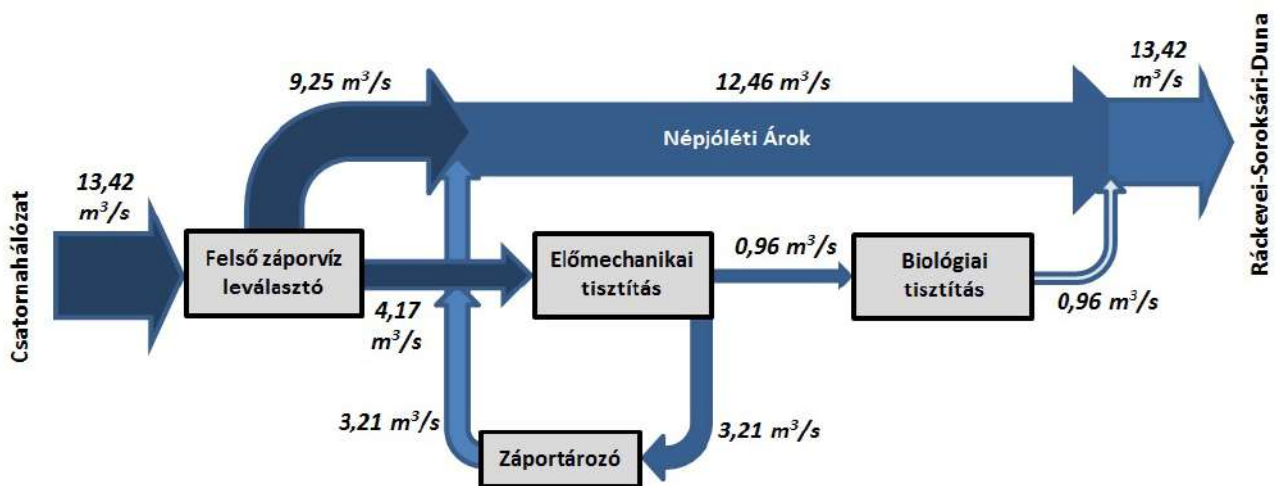 13,42
m³/s
9,25 m³/s
12,46 m³/s
Népjóléti Árok
13,42
m³/s
Ráckevei-Soroksári-Duna
Csatornahálózat
Felső záporvíz
leválasztó
4,17
m³/s
Előmechanikai
tisztítás
0,96 m³/s
Biológiai
tisztítás
0,96 m³/s
3,21 m³/s
Záportározó
3,21 m³/s